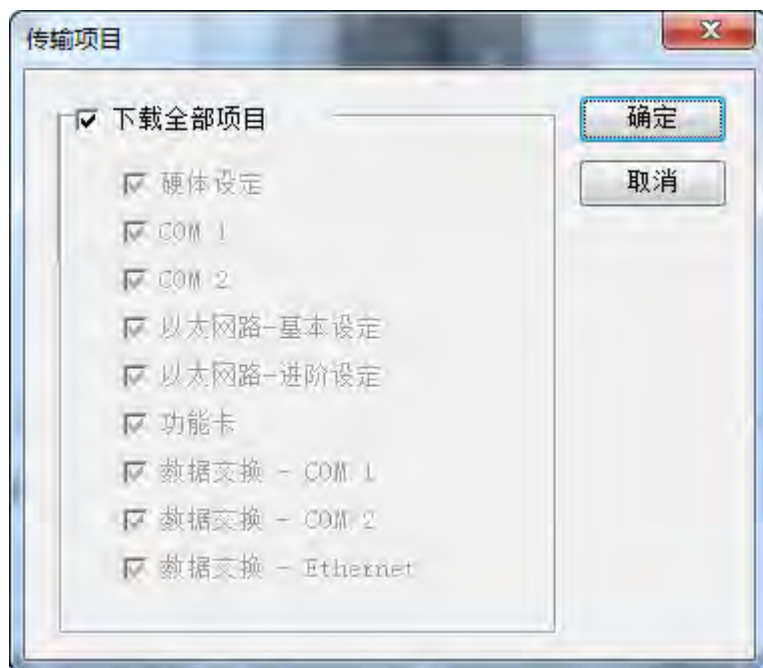 传输项目
下载全部项目
确定
取消
硬体设定
COM 1
COM 2
以太网路-基本设定
以太网路-进阶设定
功能卡
数据交换 - COM 1
数据交换 - COM 2
数据交换 - Ethernet